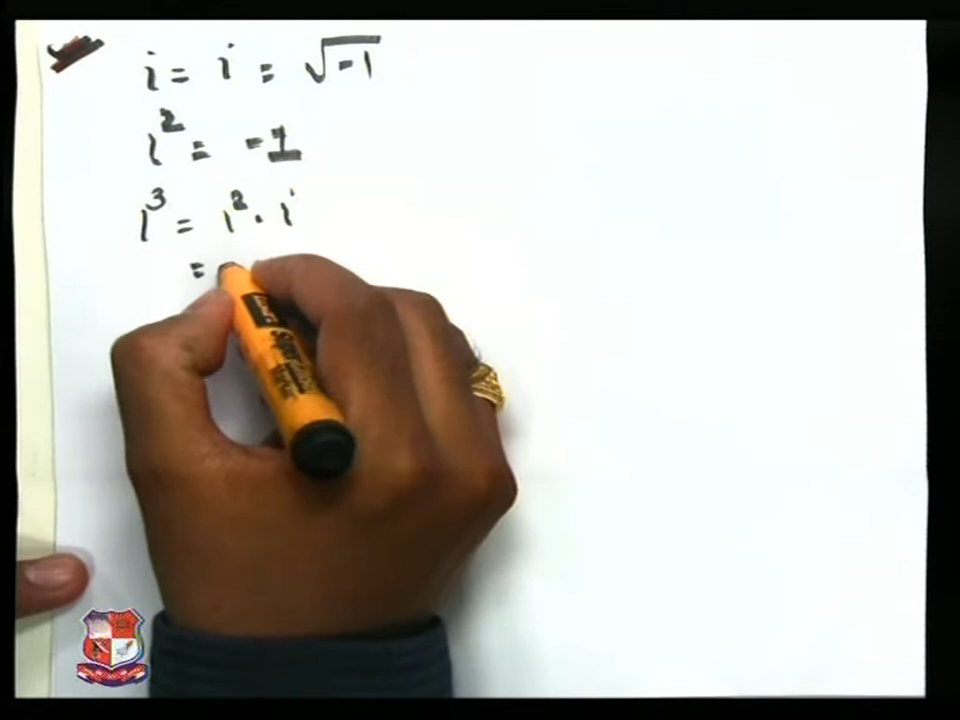 i = i = √-1
i² = -1
i³ = i² · i
=